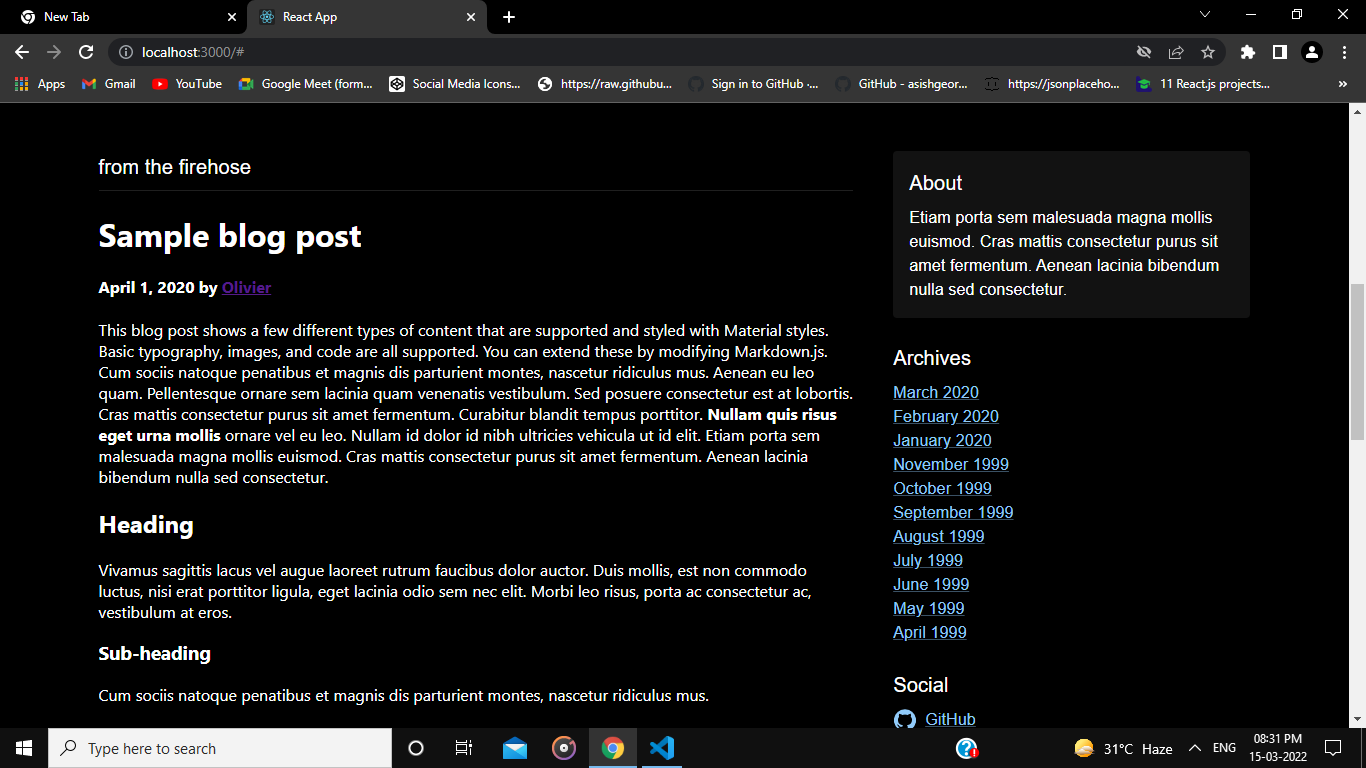 New Tab
React App
localhost:3000/#
Apps
Gmail
YouTube
Google Meet (form...
Social Media Icons...
https://raw.githubu...
Sign in to GitHub ·...
GitHub - asishgeor...
https://jsonplaceho...
11 React.js projects...
»
from the firehose
Sample blog post
April 1, 2020 by Olivier
This blog post shows a few different types of content that are supported and styled with Material styles.
Basic typography, images, and code are all supported. You can extend these by modifying Markdown.js.
Cum sociis natoque penatibus et magnis dis parturient montes, nascetur ridiculus mus. Aenean eu leo
quam. Pellentesque ornare sem lacinia quam venenatis vestibulum. Sed posuere consectetur est at lobortis.
Cras mattis consectetur purus sit amet fermentum. Curabitur blandit tempus porttitor. Nullam quis risus
eget urna mollis ornare vel eu leo. Nullam id dolor id nibh ultricies vehicula ut id elit. Etiam porta sem
malesuada magna mollis euismod. Cras mattis consectetur purus sit amet fermentum. Aenean lacinia
bibendum nulla sed consectetur.
Heading
Vivamus sagittis lacus vel augue laoreet rutrum faucibus dolor auctor. Duis mollis, est non commodo
luctus, nisi erat porttitor ligula, eget lacinia odio sem nec elit. Morbi leo risus, porta ac consectetur ac,
vestibulum at eros.
Sub-heading
Cum sociis natoque penatibus et magnis dis parturient montes, nascetur ridiculus mus.
About
Etiam porta sem malesuada magna mollis
euismod. Cras mattis consectetur purus sit
amet fermentum. Aenean lacinia bibendum
nulla sed consectetur.
Archives
March 2020
February 2020
January 2020
November 1999
October 1999
September 1999
August 1999
July 1999
June 1999
May 1999
April 1999
Social
GitHub
Type here to search
31°C Haze
ENG
08:31 PM
15-03-2022